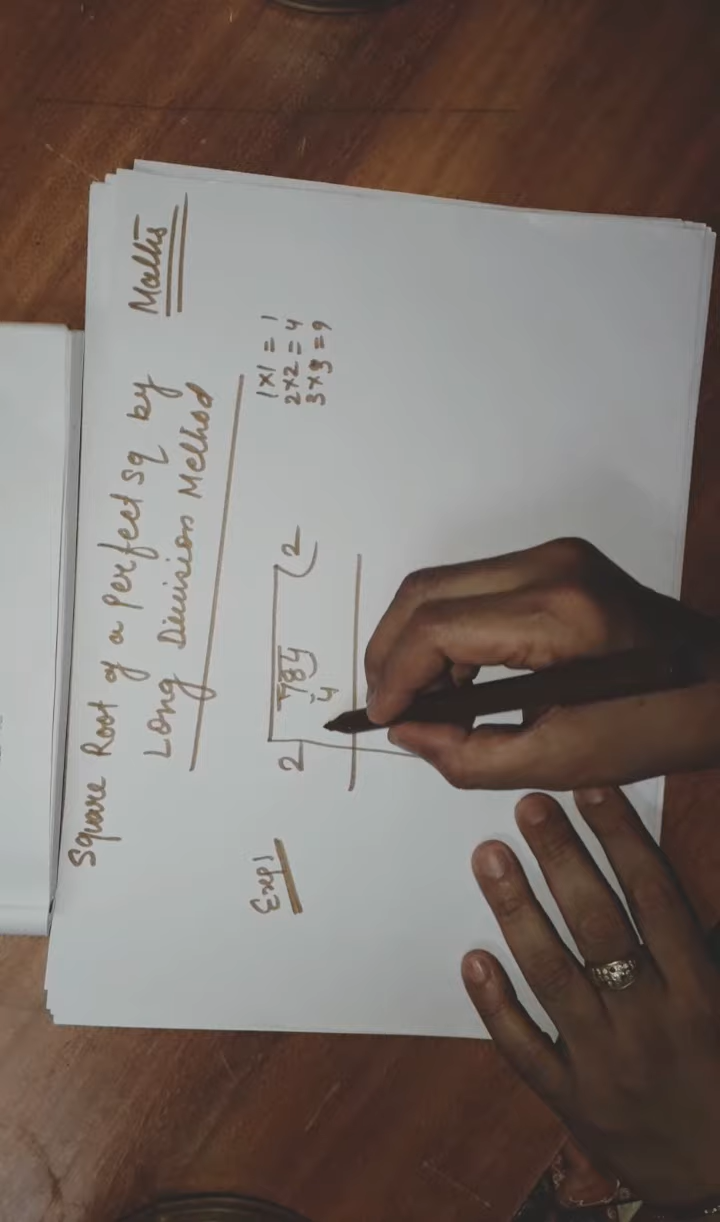 Square Root of a Perfect Sq by
Long Division Method
Maths
Exp1
2 784 2
4
1 × 1 = 1
2 × 2 = 4
3 × 3 = 9